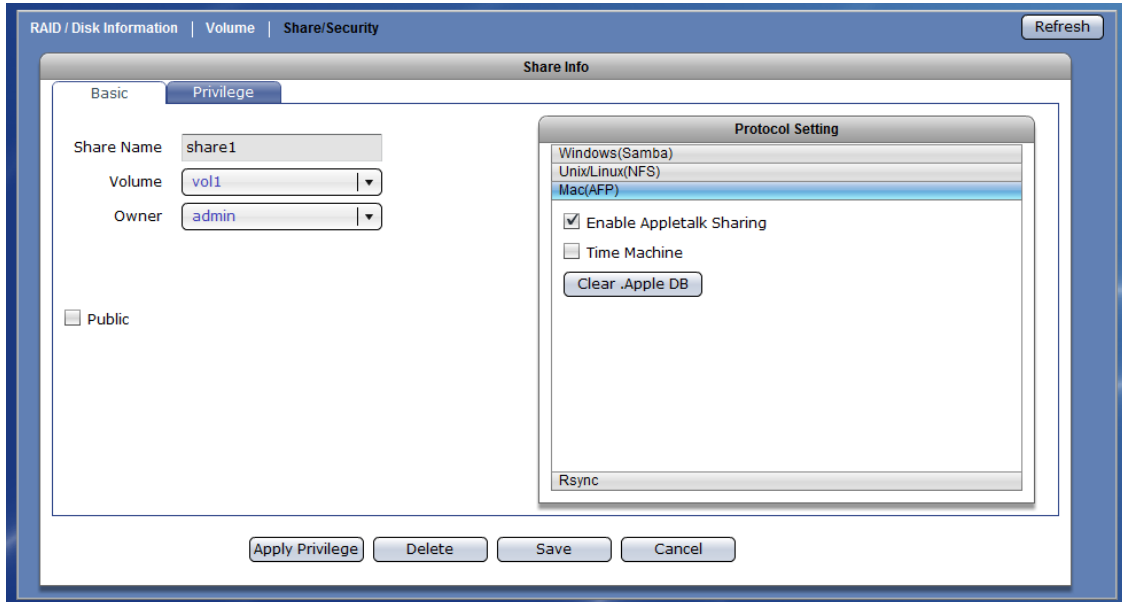 RAID / Disk Information | Volume | Share/Security Refresh
Share Info
Basic Privilege
Share Name share1
Volume vol1
Owner admin
Public
Protocol Setting
Windows(Samba)
Unix/Linux(NFS)
Mac(AFP)
Enable Appletalk Sharing
Time Machine
Clear .Apple DB
Rsync
Apply Privilege Delete Save Cancel